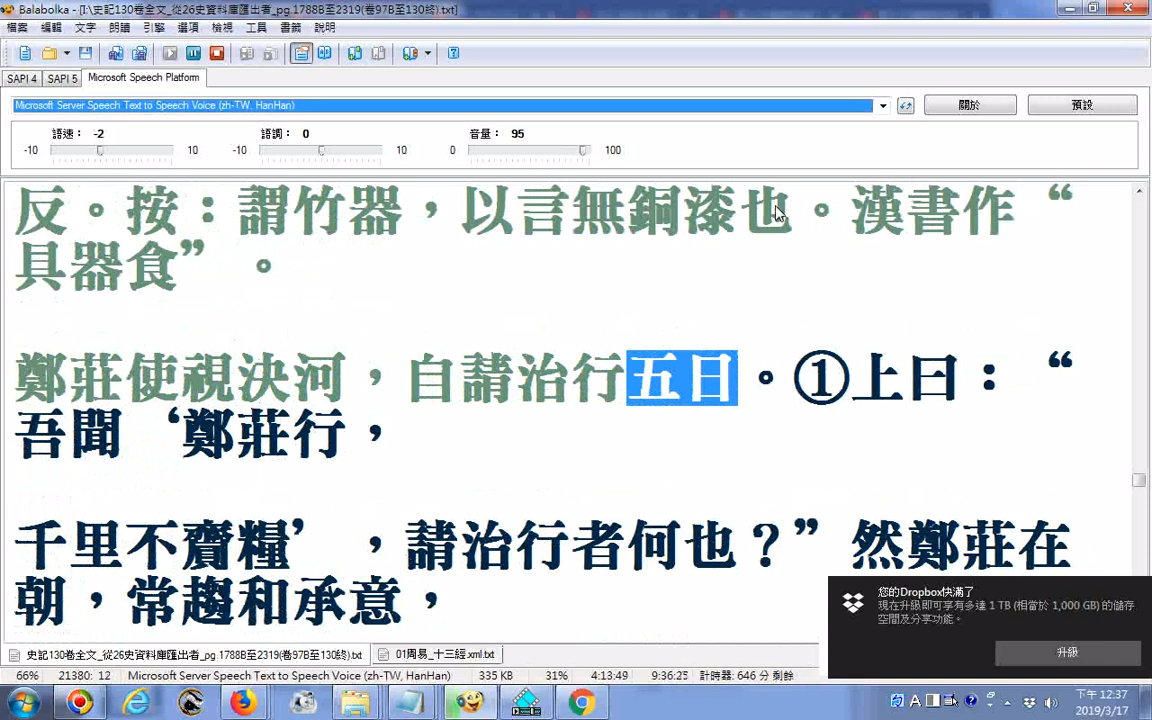 Balabolka - [I:\史記130卷全文_從26史資料庫匯出者_pg.1788B至2319(卷97B至130終).txt]
檔案 編輯 文字 朗讀 引擎 選項 檢視 工具 書籤 說明
SAPI 4 SAPI 5 Microsoft Speech Platform
Microsoft Server Speech Text to Speech Voice (zh-TW, HanHan) 關於 預設
語速： -2 語調： 0 音量： 95
-10 10 -10 10 0 100
反。按：謂竹器，以言無銅漆也。漢書作“
具器食”。
鄭莊使視決河，自請治行五日。①上曰：“
吾聞‘鄭莊行，
千里不齎糧’，請治行者何也？”然鄭莊在
朝，常趨和承意，
您的Dropbox快滿了
現在升級即可享有多達 1 TB (相當於 1,000 GB) 的儲存
空間及分享功能。
升級
史記130卷全文_從26史資料庫匯出者_pg.1788B至2319(卷97B至130終).txt 01周易_十三經.xml.txt
66% 21380: 12 Microsoft Server Speech Text to Speech Voice (zh-TW, HanHan) 335 KB 31% 4:13:49 9:36:25 計時器: 646 分 剩餘
下午 12:37
2019/3/17